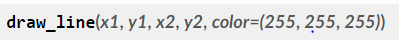 draw_line(x1, y1, x2, y2, color=(255, 255, 255))